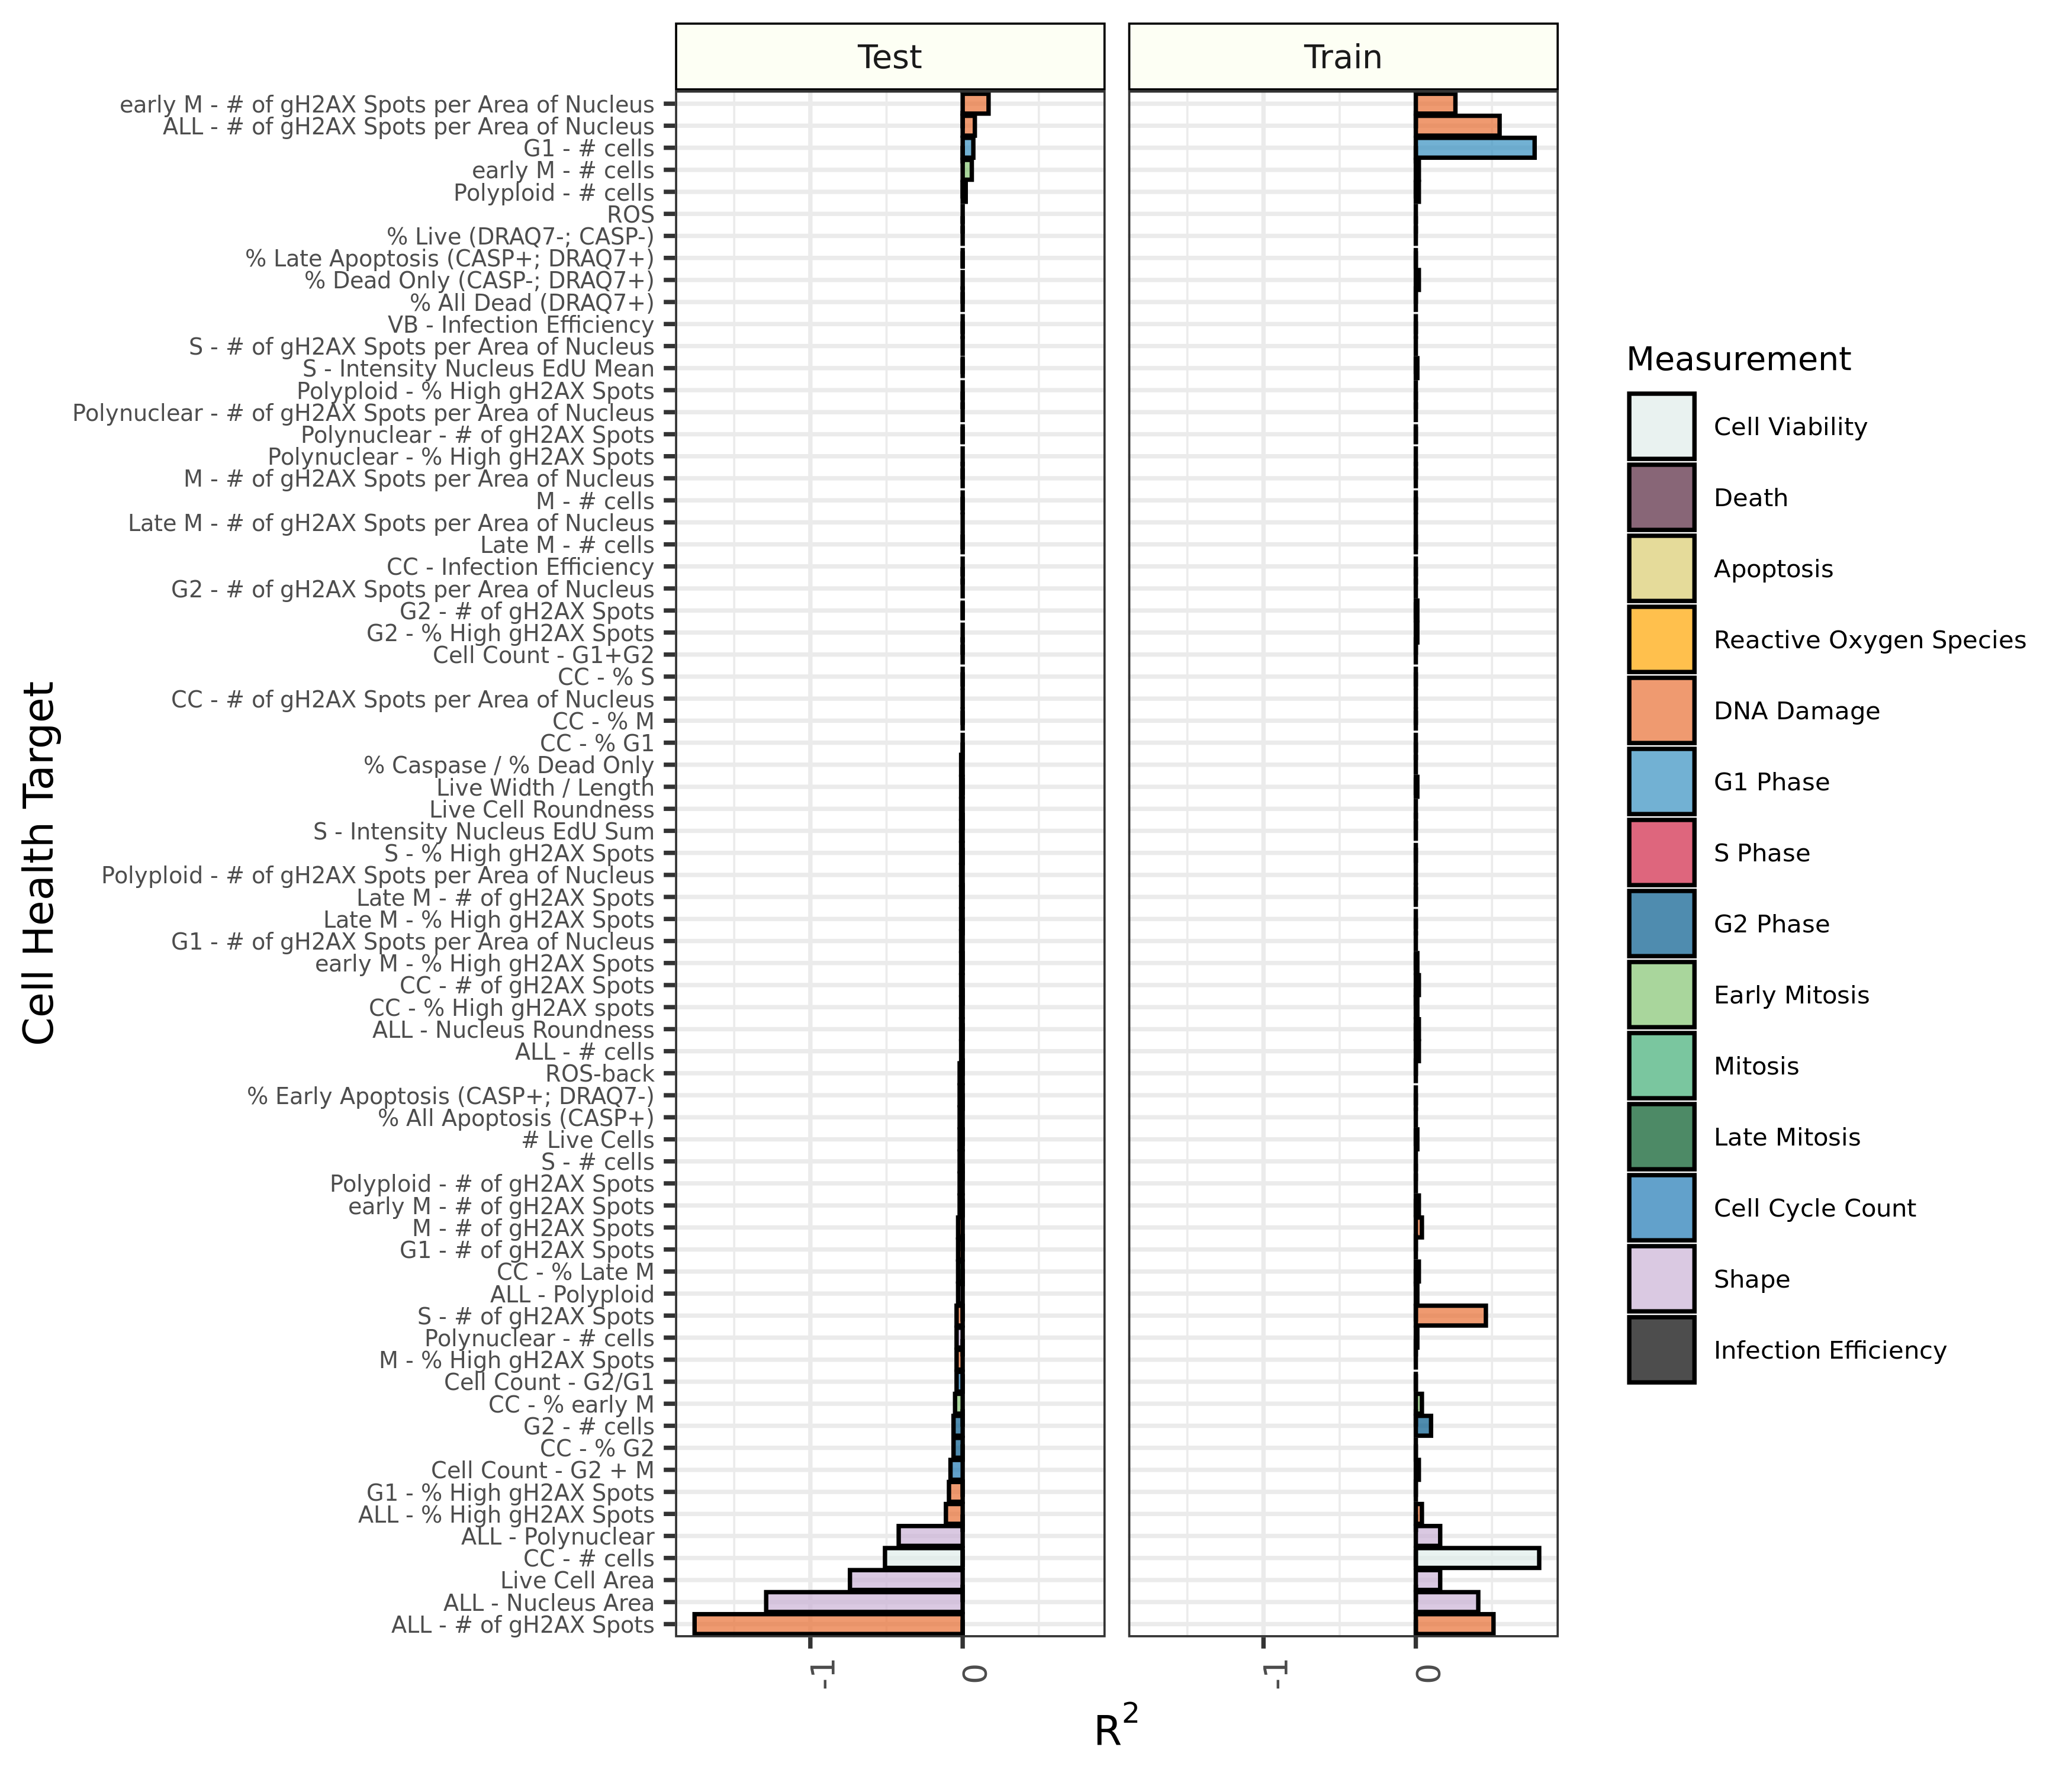 Test
Train
early M - # of gH2AX Spots per Area of Nucleus
ALL - # of gH2AX Spots per Area of Nucleus
G1 - # cells
early M - # cells
Polyploid - # cells
ROS
% Live (DRAQ7-; CASP-)
% Late Apoptosis (CASP+; DRAQ7+)
% Dead Only (CASP-; DRAQ7+)
% All Dead (DRAQ7+)
VB - Infection Efficiency
S - # of gH2AX Spots per Area of Nucleus
S - Intensity Nucleus EdU Mean
Polyploid - % High gH2AX Spots
Polynuclear - # of gH2AX Spots per Area of Nucleus
Polynuclear - # of gH2AX Spots
Polynuclear - % High gH2AX Spots
M - # of gH2AX Spots per Area of Nucleus
M - # cells
Late M - # of gH2AX Spots per Area of Nucleus
Late M - # cells
CC - Infection Efficiency
G2 - # of gH2AX Spots per Area of Nucleus
G2 - # of gH2AX Spots
G2 - % High gH2AX Spots
Cell Count - G1+G2
CC - % S
CC - # of gH2AX Spots per Area of Nucleus
CC - % M
CC - % G1
% Caspase / % Dead Only
Live Width / Length
Live Cell Roundness
S - Intensity Nucleus EdU Sum
S - % High gH2AX Spots
Polyploid - # of gH2AX Spots per Area of Nucleus
Late M - # of gH2AX Spots
Late M - % High gH2AX Spots
G1 - # of gH2AX Spots per Area of Nucleus
early M - % High gH2AX Spots
CC - # of gH2AX Spots
CC - % High gH2AX spots
ALL - Nucleus Roundness
ALL - # cells
ROS-back
% Early Apoptosis (CASP+; DRAQ7-)
% All Apoptosis (CASP+)
# Live Cells
S - # cells
Polyploid - # of gH2AX Spots
early M - # of gH2AX Spots
M - # of gH2AX Spots
G1 - # of gH2AX Spots
CC - % Late M
ALL - Polyploid
S - # of gH2AX Spots
Polynuclear - # cells
M - % High gH2AX Spots
Cell Count - G2/G1
CC - % early M
G2 - # cells
CC - % G2
Cell Count - G2 + M
G1 - % High gH2AX Spots
ALL - % High gH2AX Spots
ALL - Polynuclear
CC - # cells
Live Cell Area
ALL - Nucleus Area
ALL - # of gH2AX Spots
Cell Health Target
-1
0
-1
0
R²
Measurement
Cell Viability
Death
Apoptosis
Reactive Oxygen Species
DNA Damage
G1 Phase
S Phase
G2 Phase
Early Mitosis
Mitosis
Late Mitosis
Cell Cycle Count
Shape
Infection Efficiency